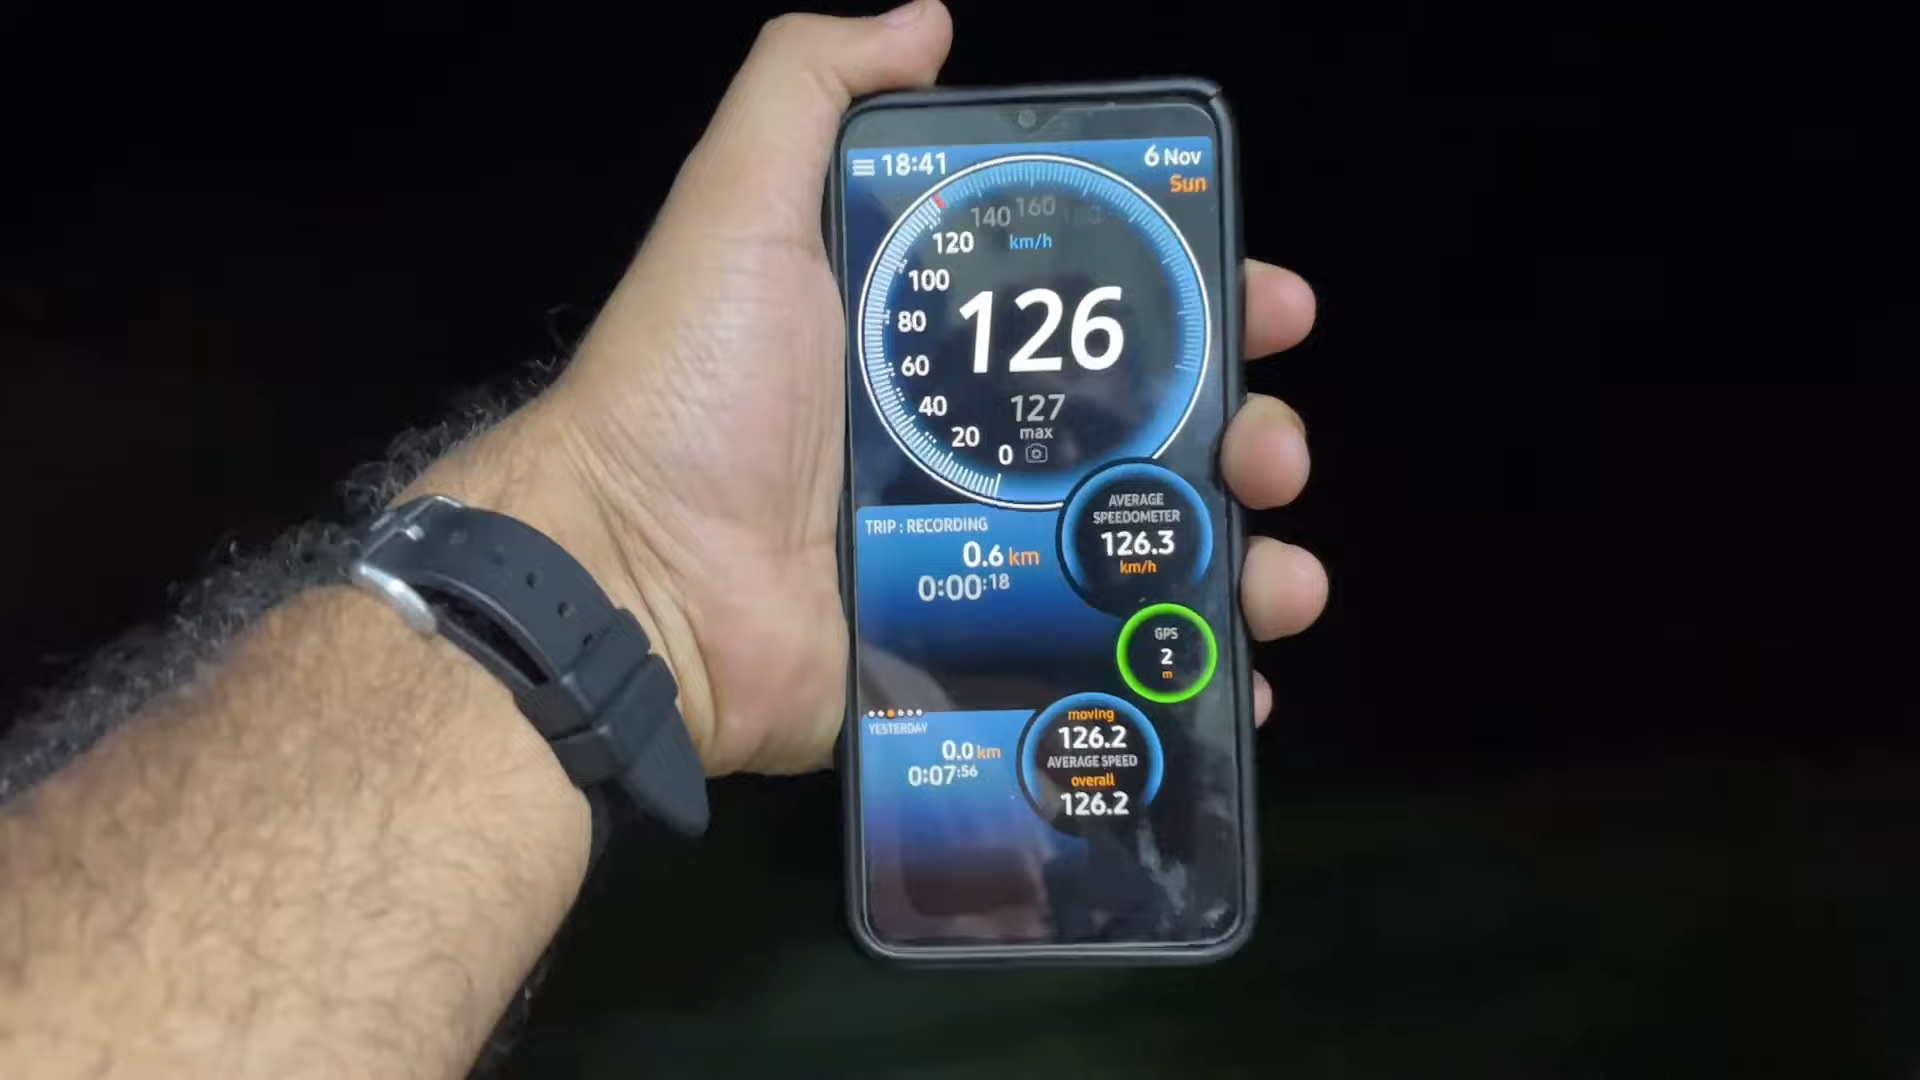 18:41
6 Nov
Sun
140 160
120 km/h
100
126
80
60
127
40
max
20
0
AVERAGE
SPEEDOMETER
126.3
km/h
TRIP : RECORDING
0.6 km
0:00:18
GPS
2
m
YESTERDAY
0.0 km
0:07:56
moving
126.2
AVERAGE SPEED
overall
126.2